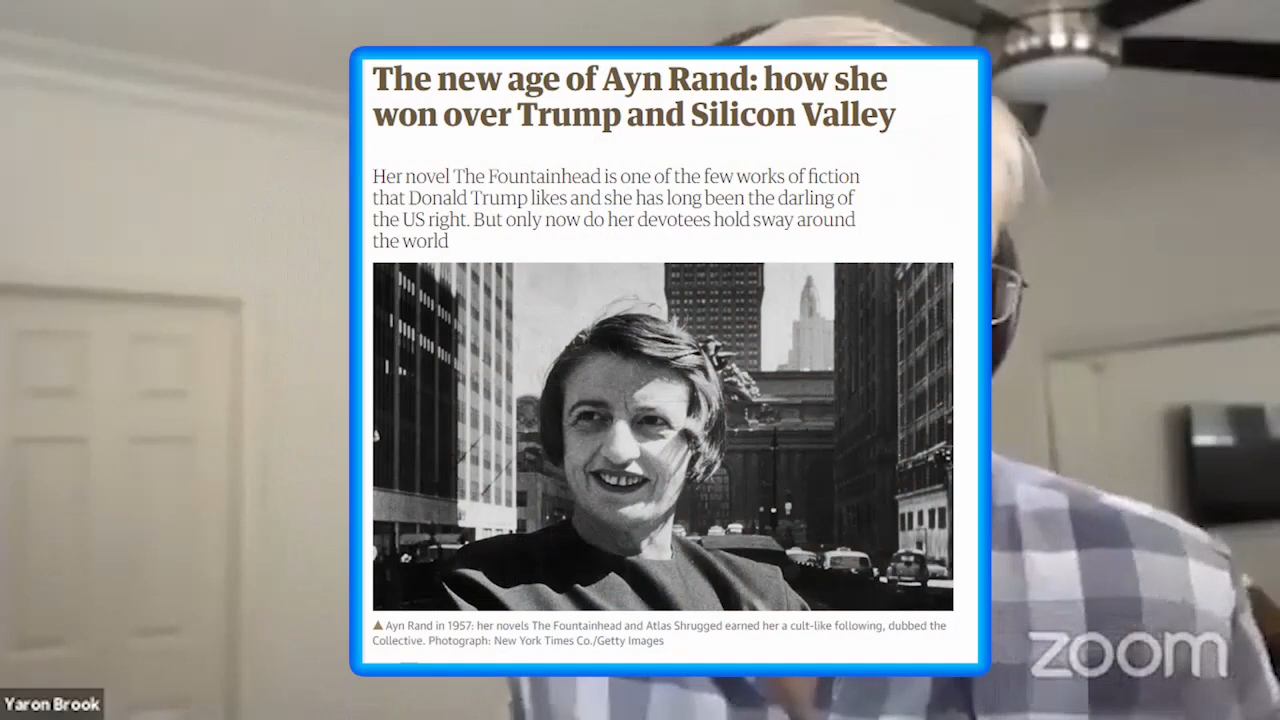 The new age of Ayn Rand: how she
won over Trump and Silicon Valley
Her novel The Fountainhead is one of the few works of fiction
that Donald Trump likes and she has long been the darling of
the US right. But only now do her devotees hold sway around
the world
▲ Ayn Rand in 1957: her novels The Fountainhead and Atlas Shrugged earned her a cult-like following, dubbed the
Collective. Photograph: New York Times Co./Getty Images
zoom
Yaron Brook